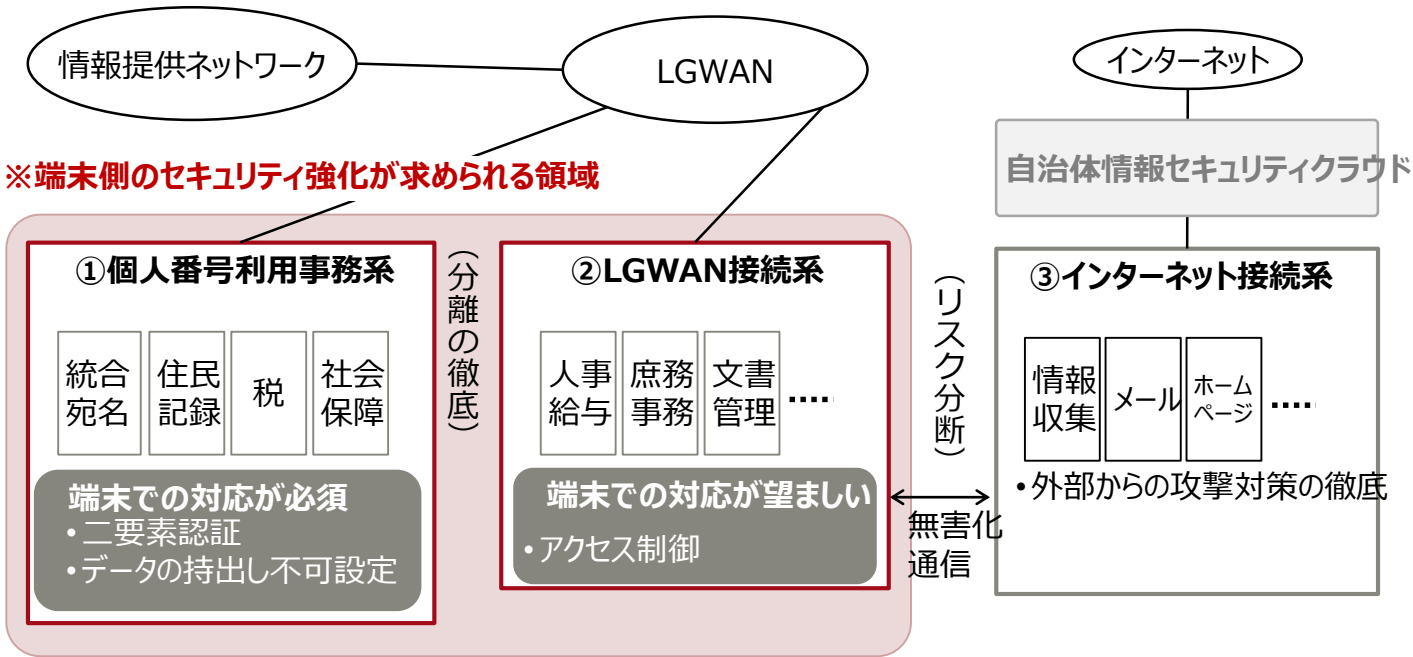 情報提供ネットワーク
LGWAN
インターネット
自治体情報セキュリティクラウド
※端末側のセキュリティ強化が求められる領域
①個人番号利用事務系
統合
宛名
住民
記録
税
社会
保障
端末での対応が必須
・二要素認証
・データの持出し不可設定
（分離の徹底）
②LGWAN接続系
人事
給与
庶務
事務
文書
管理
.....
端末での対応が望ましい
・アクセス制御
（リスク分断）
無害化
通信
③インターネット接続系
情報
収集
メール
ホーム
ページ
.....
・外部からの攻撃対策の徹底